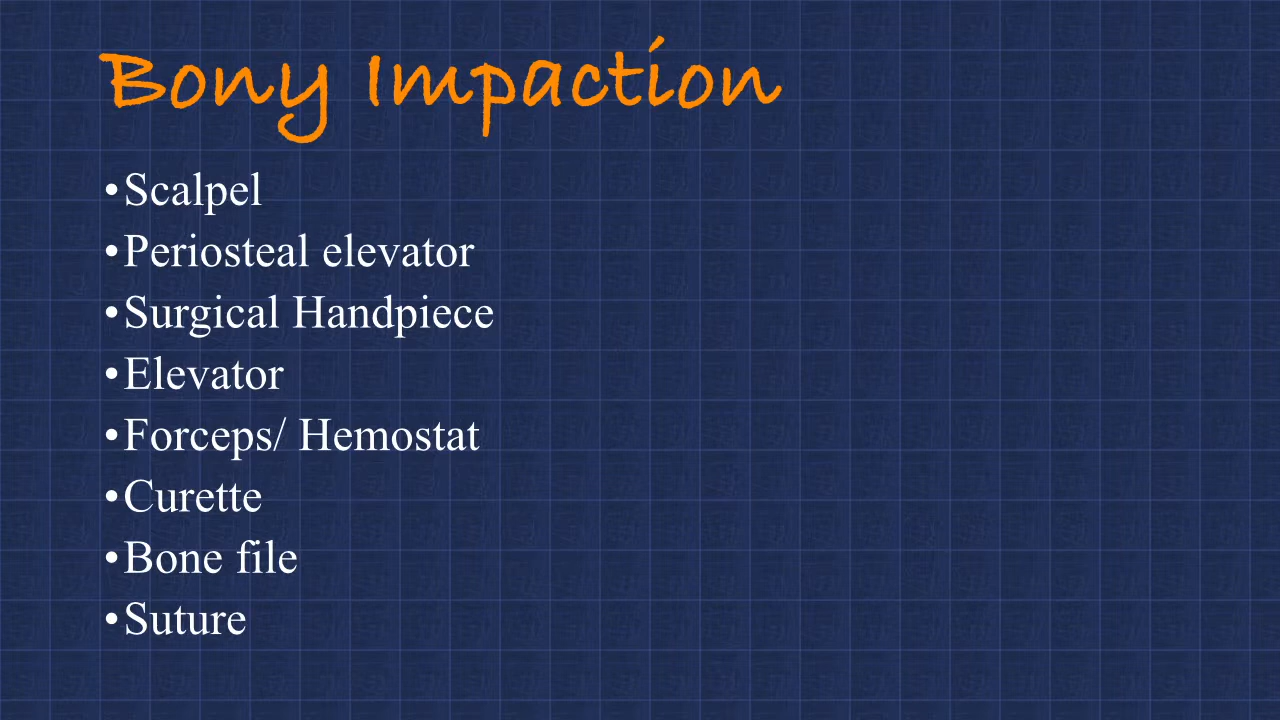 Bony Impaction
•Scalpel
•Periosteal elevator
•Surgical Handpiece
•Elevator
•Forceps/ Hemostat
•Curette
•Bone file
•Suture